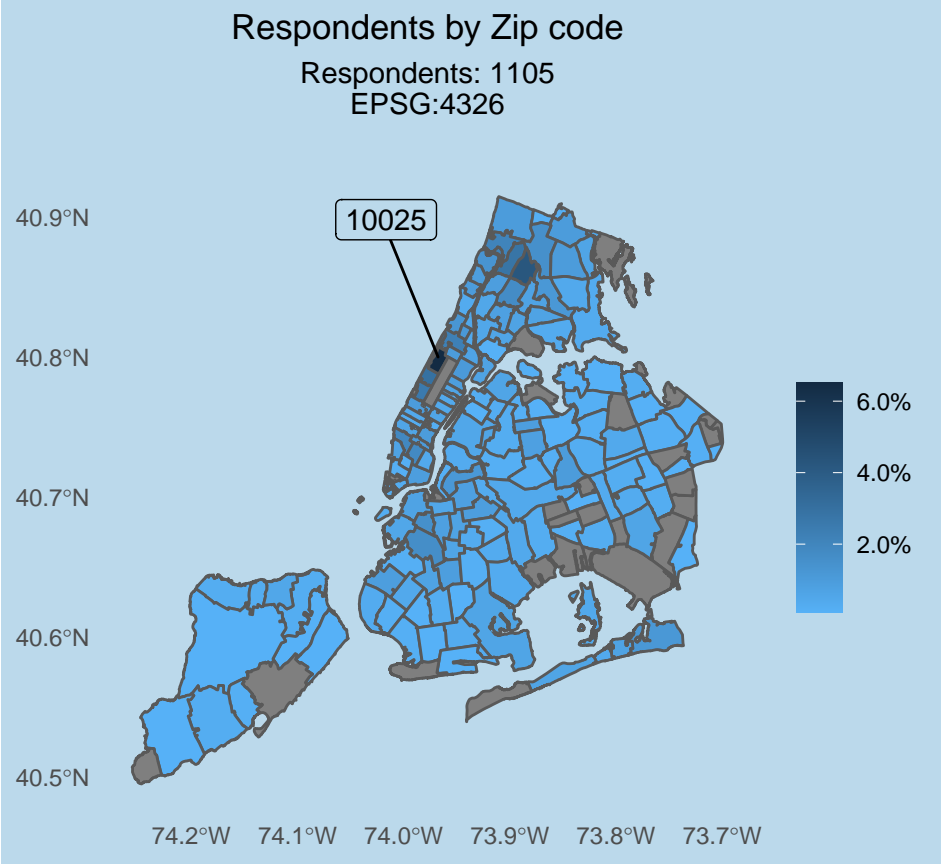 Respondents by Zip code
Respondents: 1105
EPSG:4326
10025
40.9°N
40.8°N
40.7°N
40.6°N
40.5°N
74.2°W 74.1°W 74.0°W 73.9°W 73.8°W 73.7°W
6.0%
4.0%
2.0%